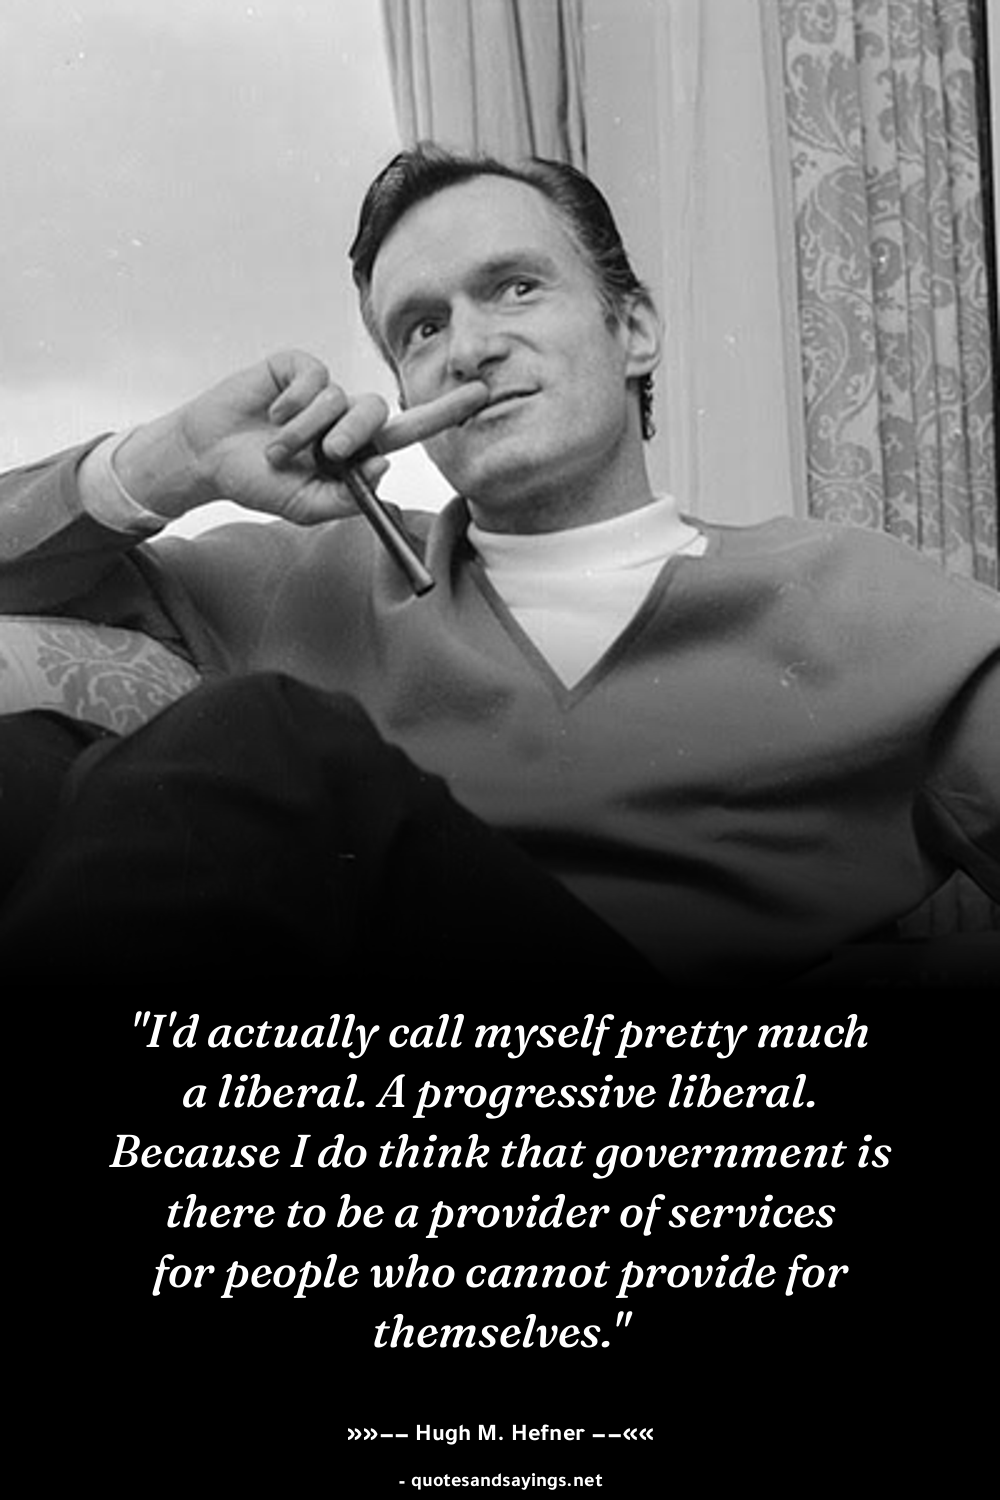 "I'd actually call myself pretty much
a liberal. A progressive liberal.
Because I do think that government is
there to be a provider of services
for people who cannot provide for
themselves."
»»–– Hugh M. Hefner ––««
- quotesandsayings.net